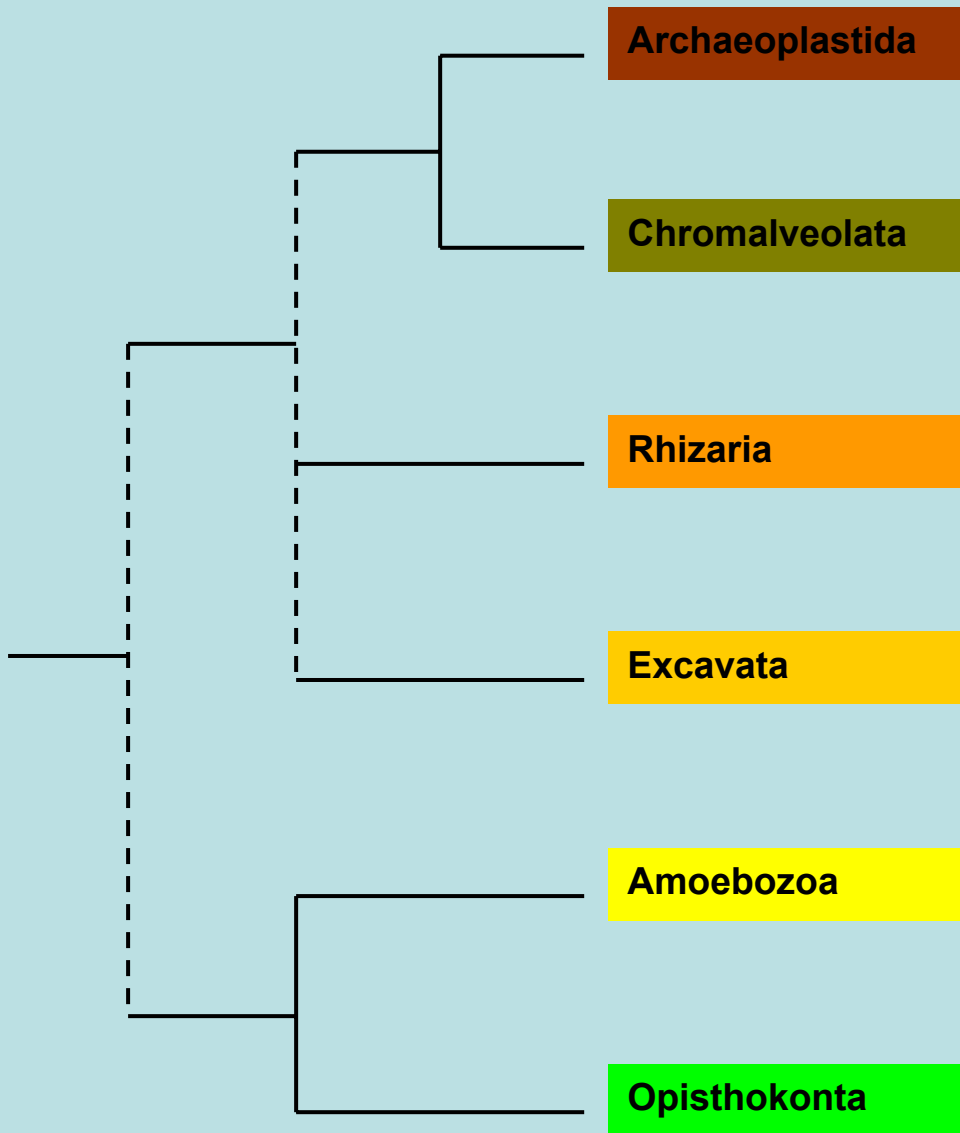 Archaeoplastida
Chromalveolata
Rhizaria
Excavata
Amoebozoa
Opisthokonta